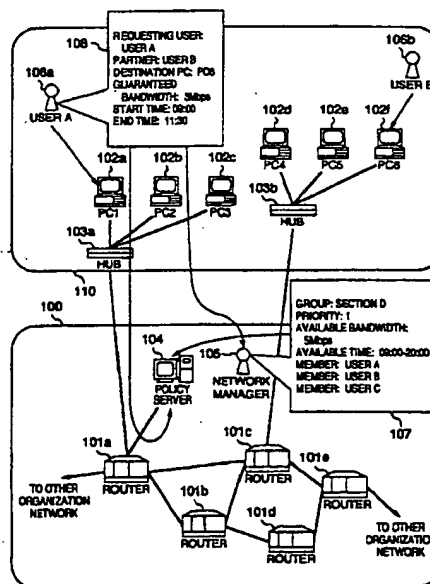 108
REQUESTING USER:
USER A
PARTNER: USER B
DESTINATION PC: PC6
GUARANTEED
BANDWIDTH: 3Mbps
START TIME: 09:00
END TIME: 11:30
106a
USER A
106b
USER B
102a
102b
102c
102d
102e
102f
PC1
PC2
PC3
PC4
PC5
PC6
103a
HUB
103b
HUB
110
100
104
POLICY
SERVER
105
NETWORK
MANAGER
GROUP: SECTION D
PRIORITY: 1
AVAILABLE BANDWIDTH:
5Mbps
AVAILABLE TIME: 09:00-20:00
MEMBER: USER A
MEMBER: USER B
MEMBER: USER C
107
101a
ROUTER
101b
ROUTER
101c
ROUTER
101d
ROUTER
101e
ROUTER
TO OTHER
ORGANIZATION
NETWORK
TO OTHER
ORGANIZATION
NETWORK